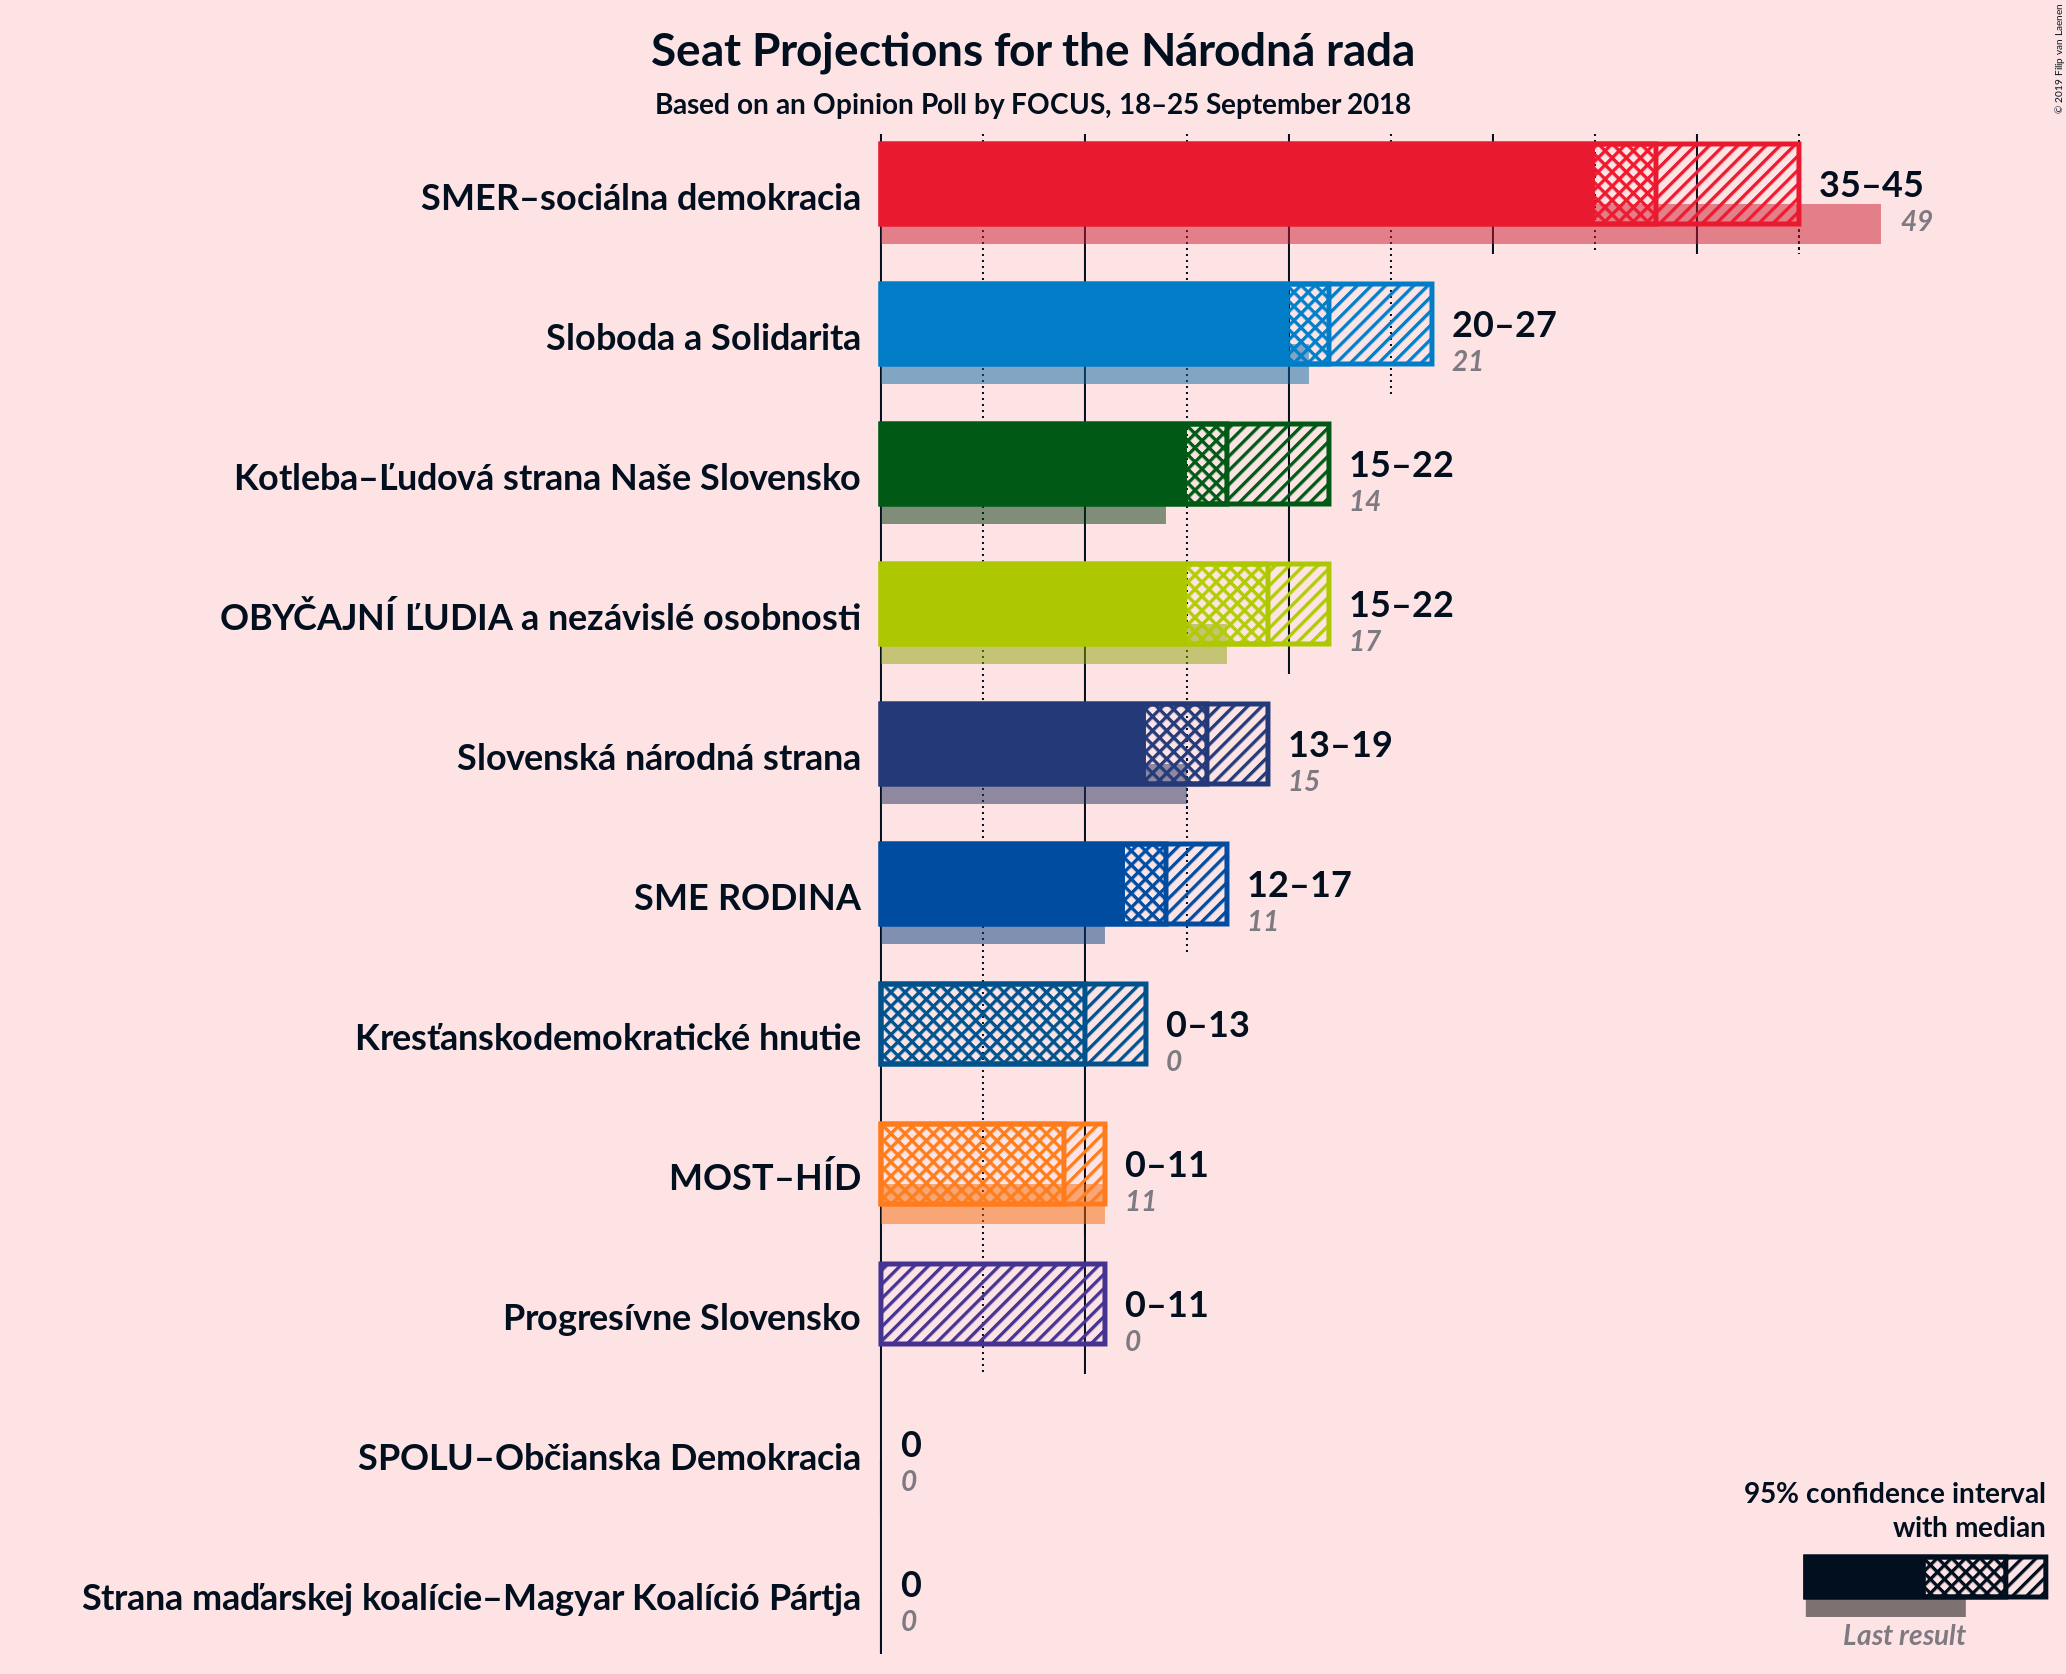 Seat Projections for the Národná rada
Based on an Opinion Poll by FOCUS, 18–25 September 2018
© 2019 Filip van Laenen
SMER–sociálna demokracia
35–45
49
Sloboda a Solidarita
20–27
21
Kotleba–Ľudová strana Naše Slovensko
15–22
14
OBYČAJNÍ ĽUDIA a nezávislé osobnosti
15–22
17
Slovenská národná strana
13–19
15
SME RODINA
12–17
11
Kresťanskodemokratické hnutie
0–13
0
MOST–HÍD
0–11
11
Progresívne Slovensko
0–11
0
SPOLU–Občianska Demokracia
0
0
Strana maďarskej koalície–Magyar Koalíció Pártja
0
0
95% confidence interval
with median
Last result